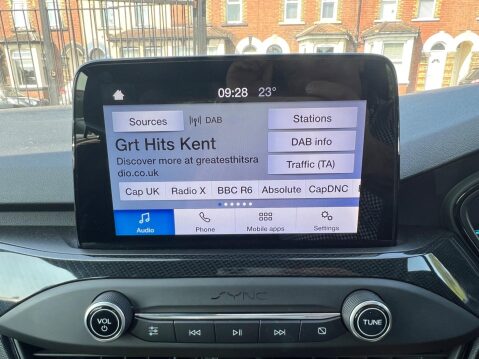 09:28 23°
Sources DAB Stations
Grt Hits Kent
DAB info
Discover more at greatesthitsra
dio.co.uk
Traffic (TA)
Cap UK Radio X BBC R6 Absolute CapDNC
Audio Phone Mobile apps Settings
SYNC
VOL
TUNE